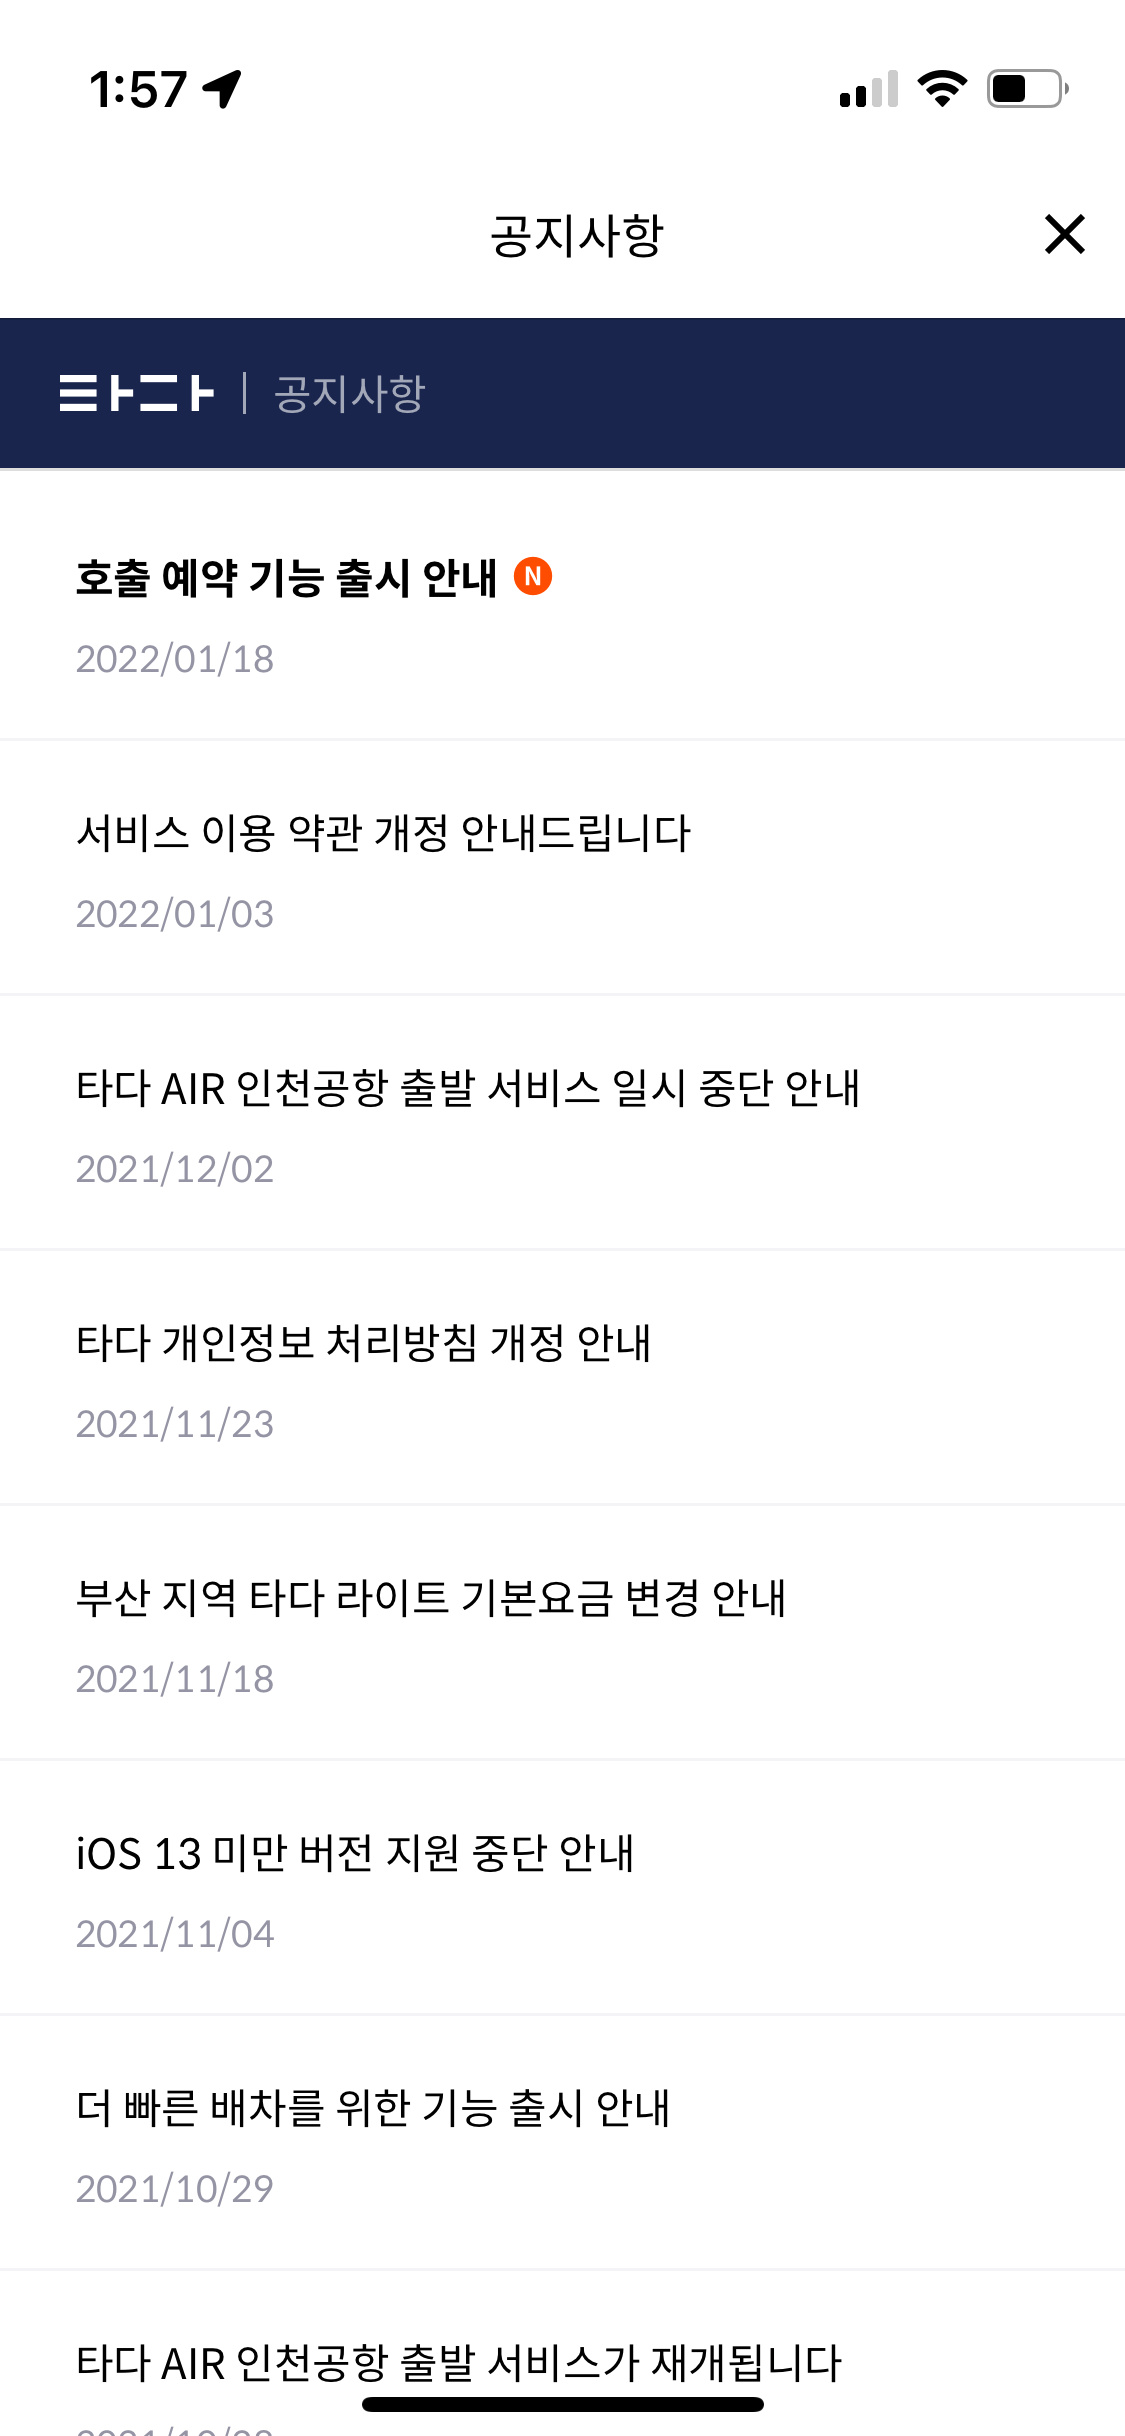 1:57
공지사항
타다 | 공지사항
호출 예약 기능 출시 안내 N
2022/01/18
서비스 이용 약관 개정 안내드립니다
2022/01/03
타다 AIR 인천공항 출발 서비스 일시 중단 안내
2021/12/02
타다 개인정보 처리방침 개정 안내
2021/11/23
부산 지역 타다 라이트 기본요금 변경 안내
2021/11/18
iOS 13 미만 버전 지원 중단 안내
2021/11/04
더 빠른 배차를 위한 기능 출시 안내
2021/10/29
타다 AIR 인천공항 출발 서비스가 재개됩니다